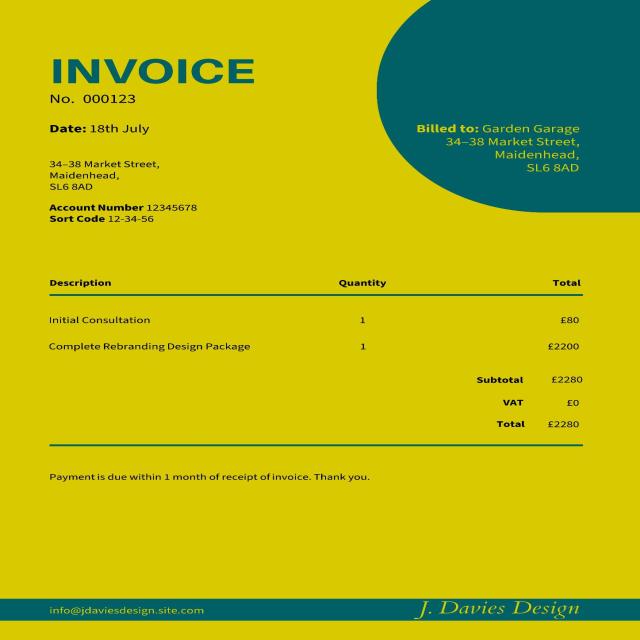 INVOICE
No. 000123
Date: 18th July
34–38 Market Street,
Maidenhead,
SL6 8AD
Account Number 12345678
Sort Code 12-34-56
Billed to: Garden Garage
34–38 Market Street,
Maidenhead,
SL6 8AD
Description Quantity Total
Initial Consultation 1 £80
Complete Rebranding Design Package 1 £2200
Subtotal £2280
VAT £0
Total £2280
Payment is due within 1 month of receipt of invoice. Thank you.
info@jdaviesdesign.site.com J. Davies Design